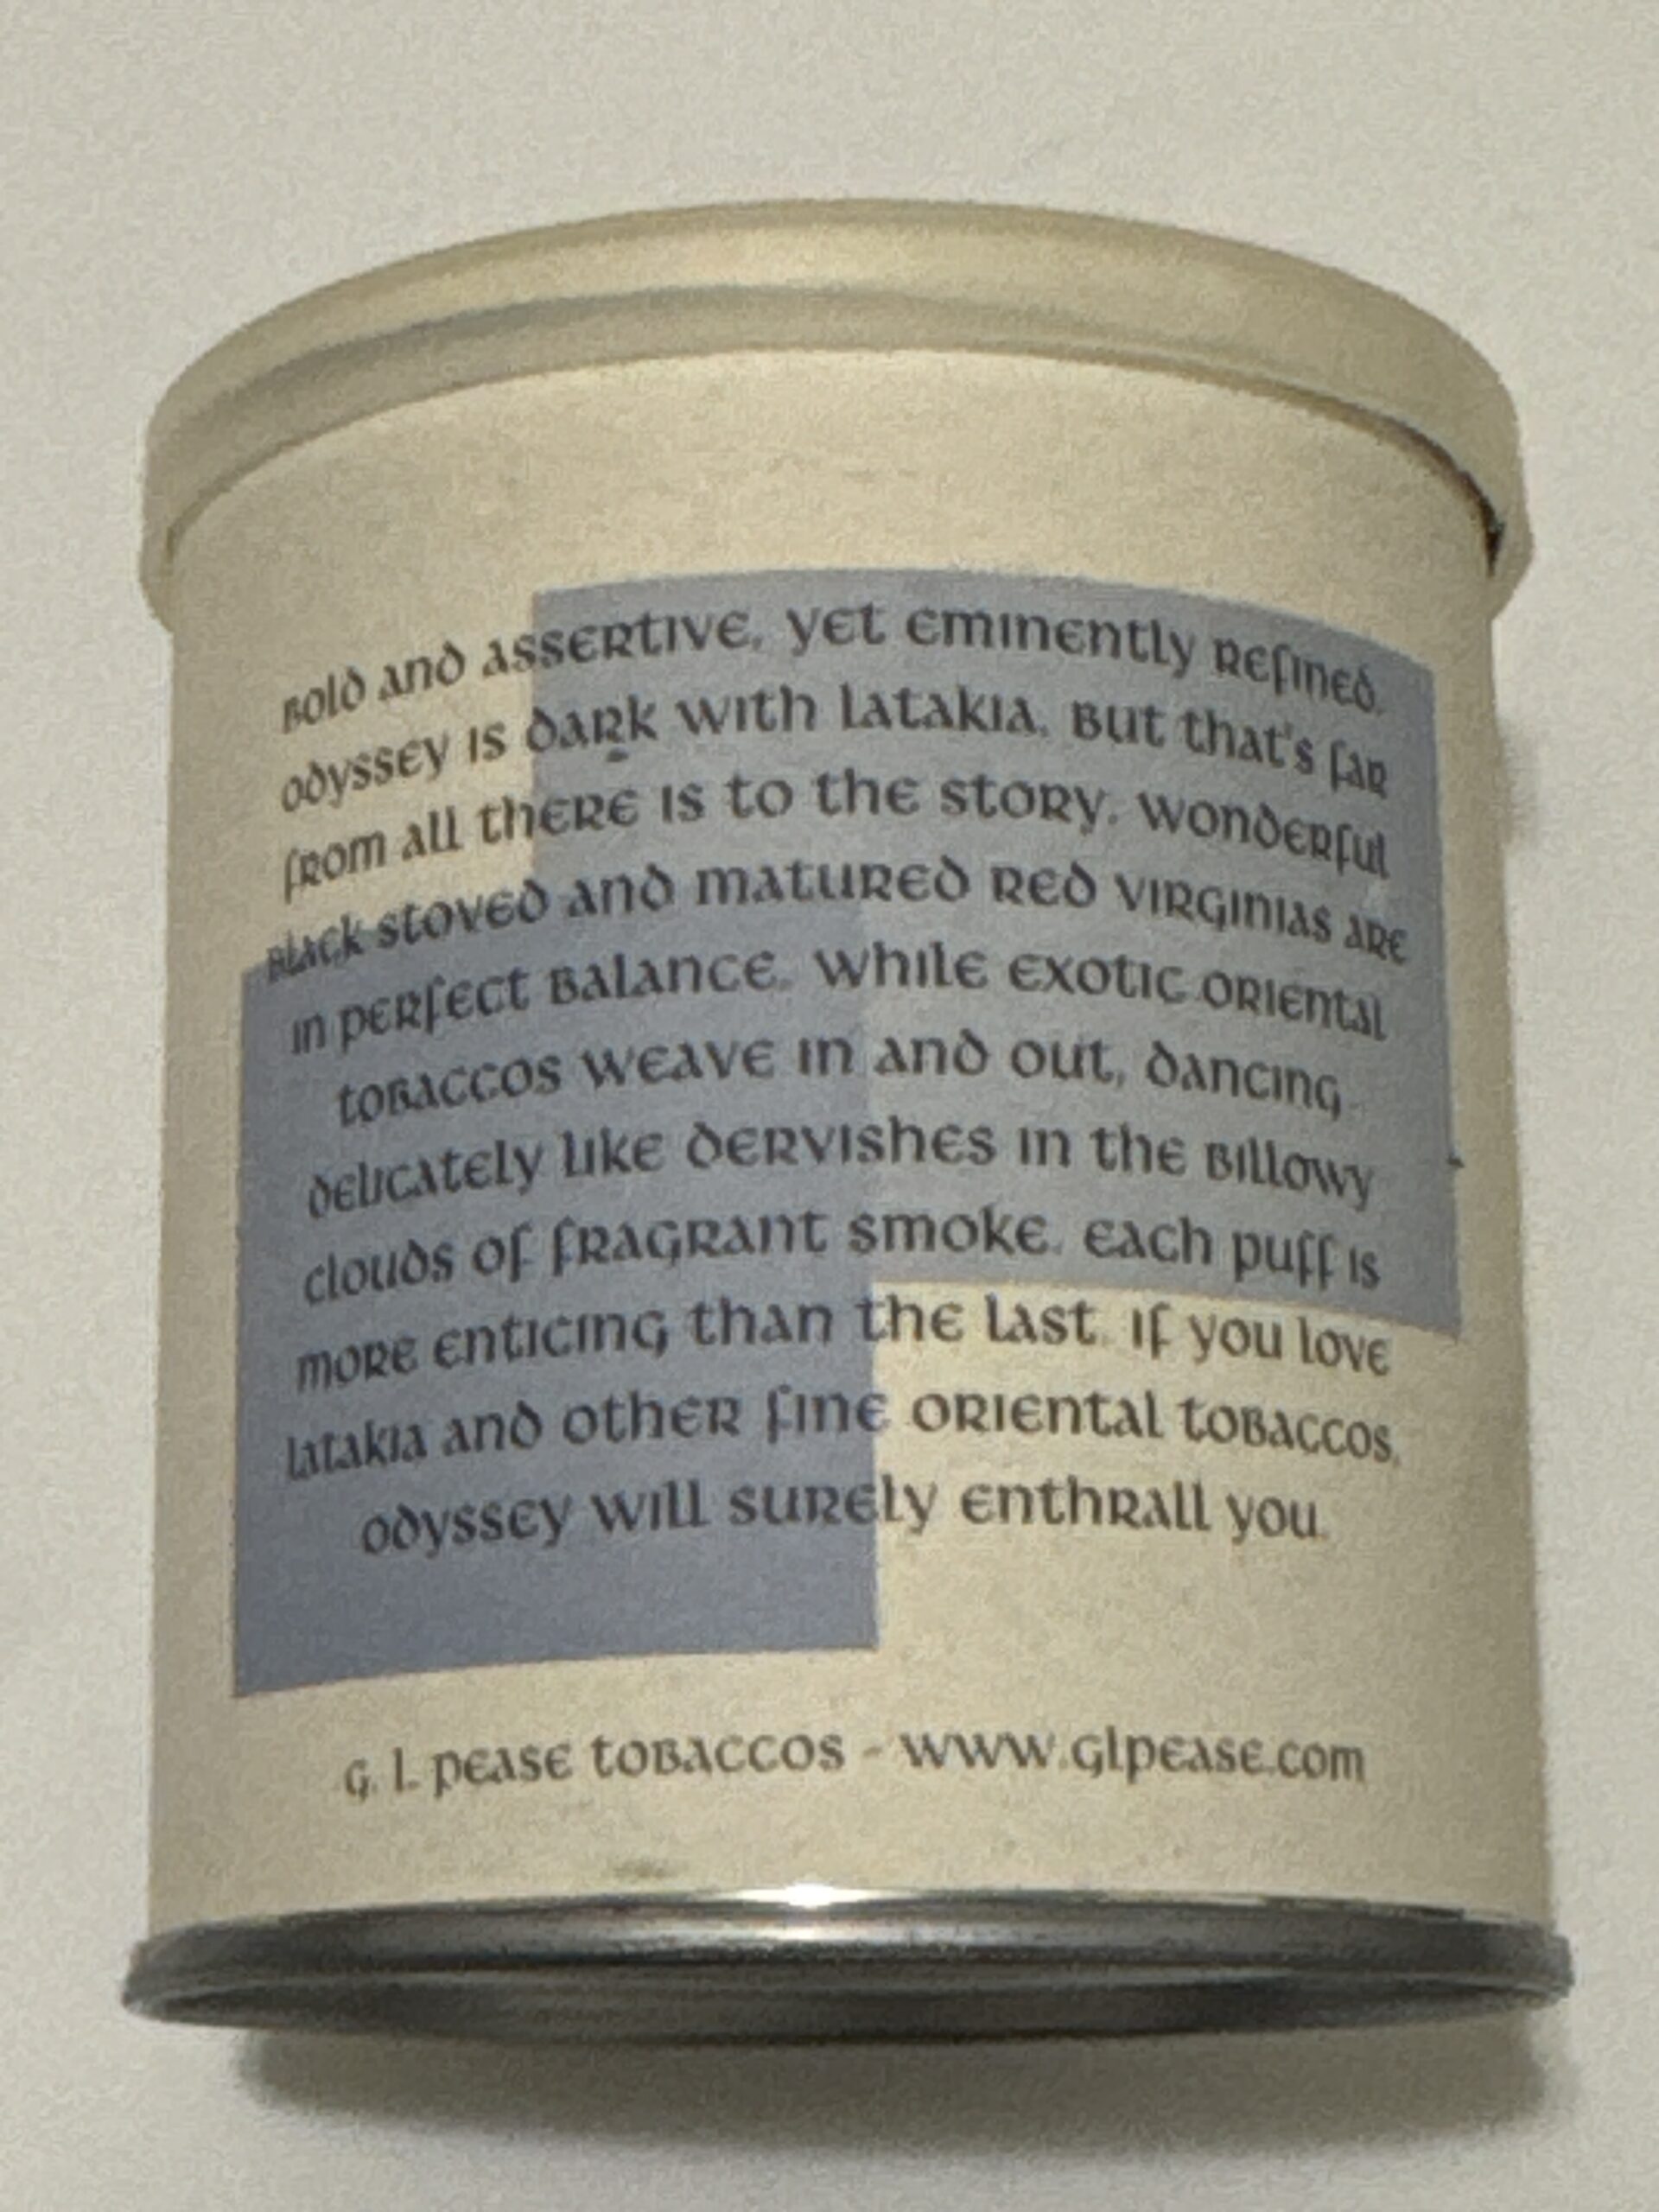 Bold and assertive, yet eminently refined,
Odyssey is dark with latakia. But that's far
from all there is to the story. Wonderful
black stoved and matured red virginias are
in perfect balance, while exotic oriental
tobaccos weave in and out, dancing
delicately like dervishes in the billowy
clouds of fragrant smoke. Each puff is
more enticing than the last. If you love
latakia and other fine oriental tobaccos,
Odyssey will surely enthrall you.
G. L. Pease Tobaccos - www.glpease.com